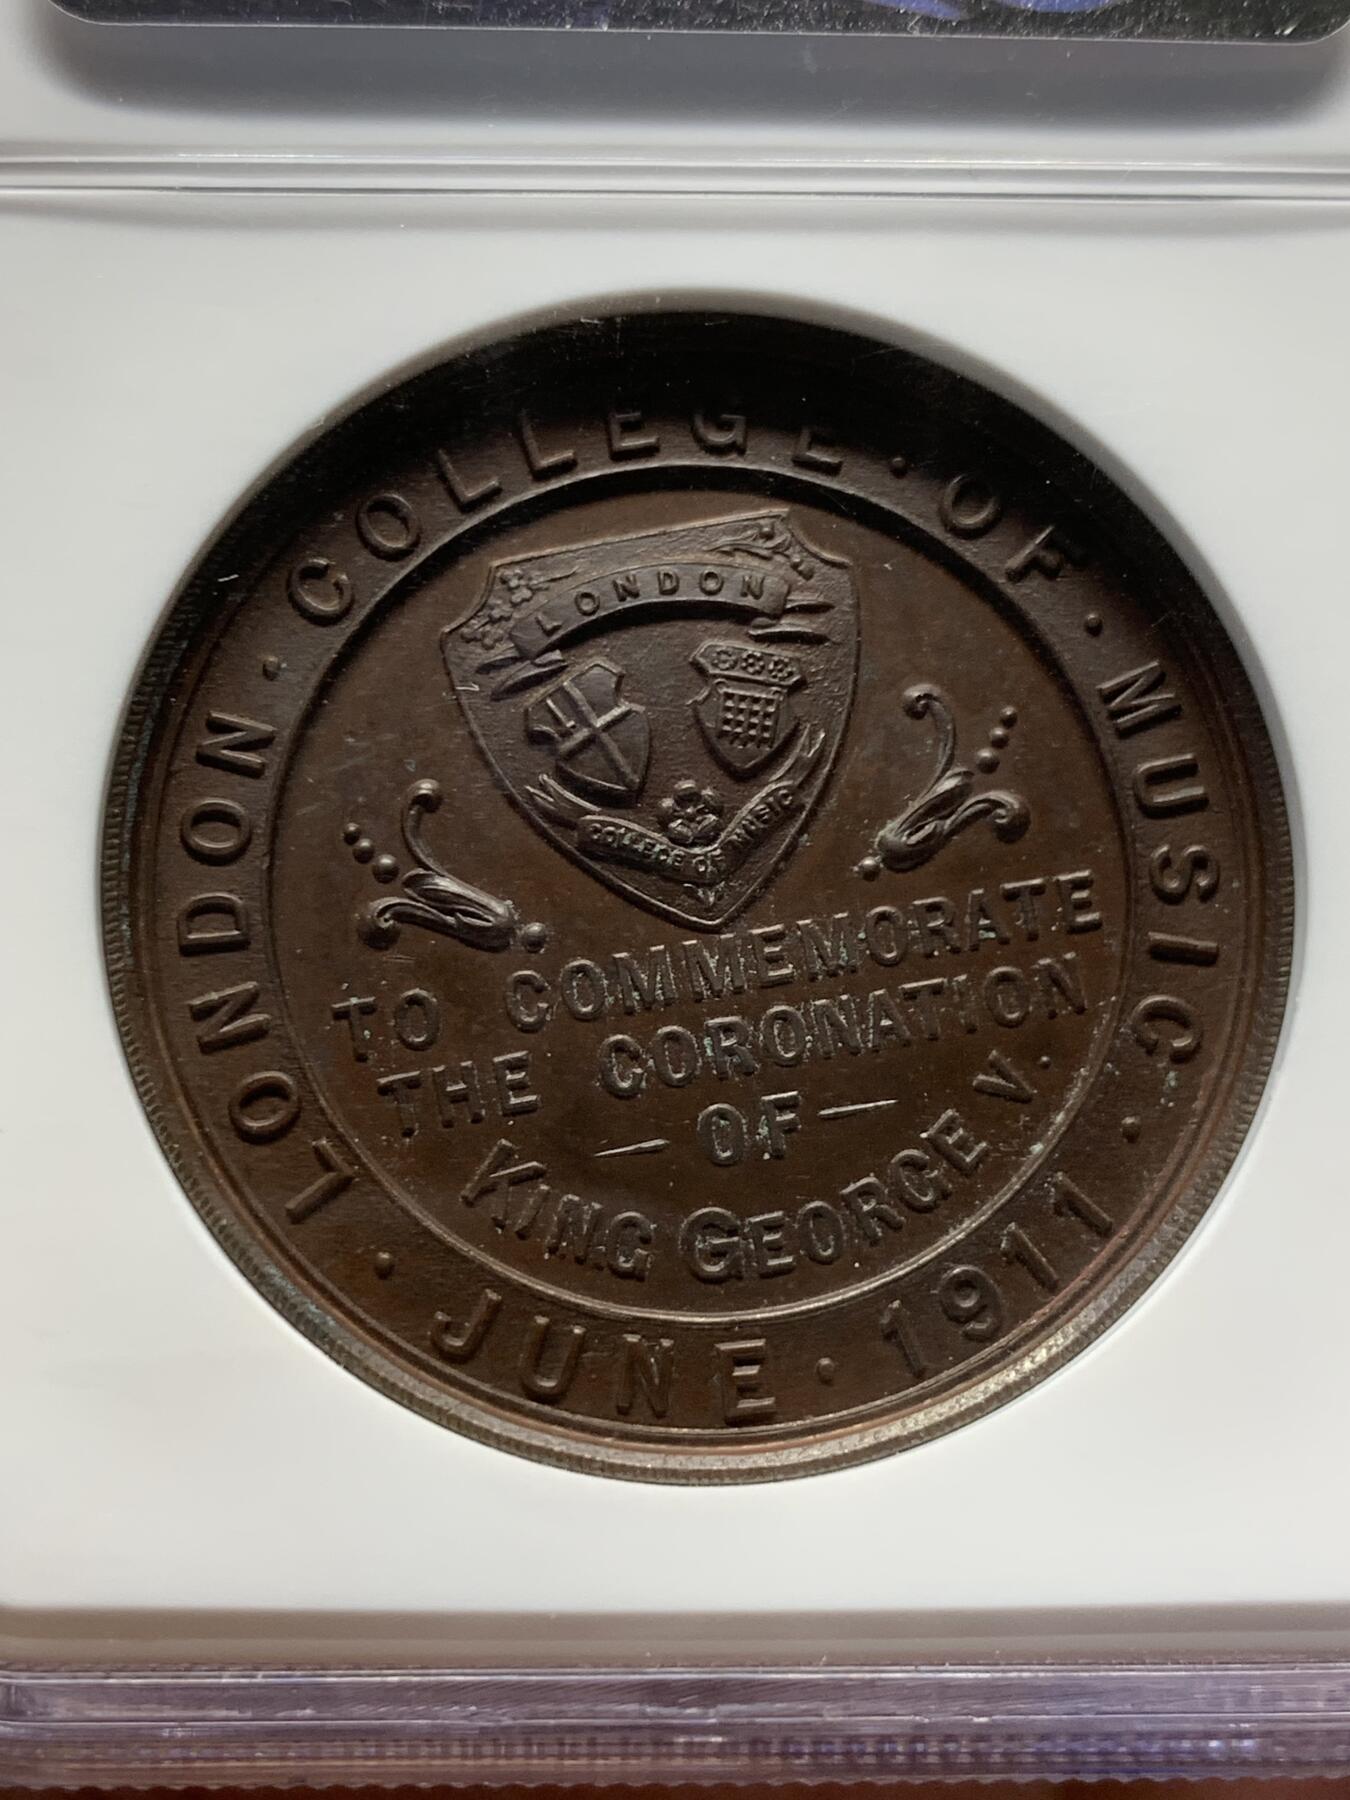 LONDON · COLLEGE · OF · MUSIC ·
LONDON
COLLEGE OF MUSIC
TO COMMEMORATE
THE CORONATION
— OF —
KING GEORGE V.
· JUNE · 1911